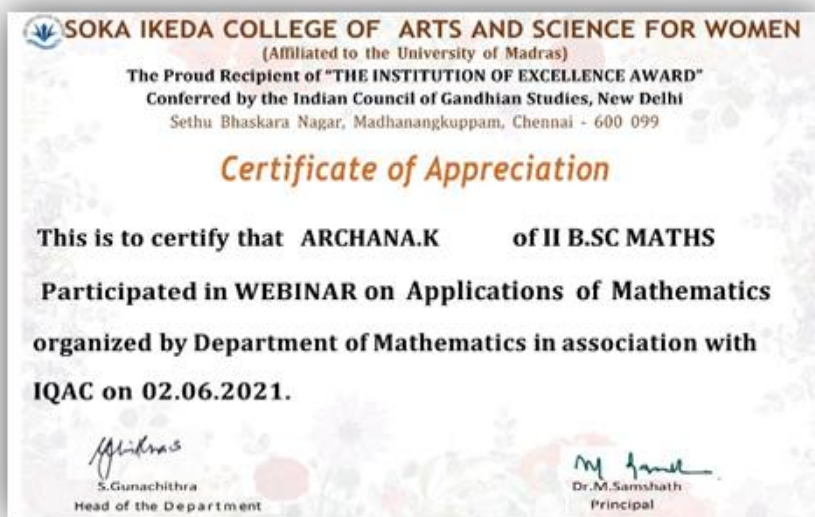 SOKA IKEDA COLLEGE OF ARTS AND SCIENCE FOR WOMEN
(Affiliated to the University of Madras)
The Proud Recipient of "THE INSTITUTION OF EXCELLENCE AWARD"
Conferred by the Indian Council of Gandhian Studies, New Delhi
Sethu Bhaskara Nagar, Madhanangkuppam, Chennai - 600 099
Certificate of Appreciation
This is to certify that ARCHANA.K of II B.SC MATHS
Participated in WEBINAR on Applications of Mathematics
organized by Department of Mathematics in association with
IQAC on 02.06.2021.
S.Gunachithra
Head of the Department
Dr.M.Samshath
Principal